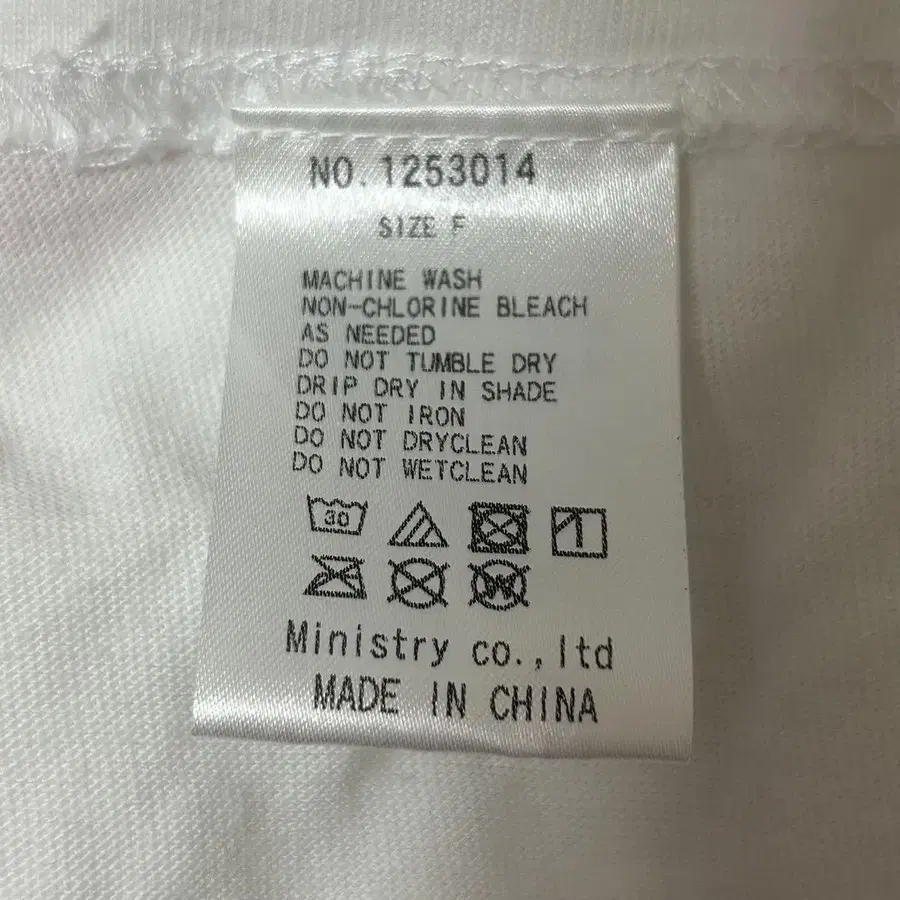 NO.1253014
SIZE F
MACHINE WASH
NON-CHLORINE BLEACH
AS NEEDED
DO NOT TUMBLE DRY
DRIP DRY IN SHADE
DO NOT IRON
DO NOT DRYCLEAN
DO NOT WETCLEAN
30
W
Ministry co.,ltd
MADE IN CHINA